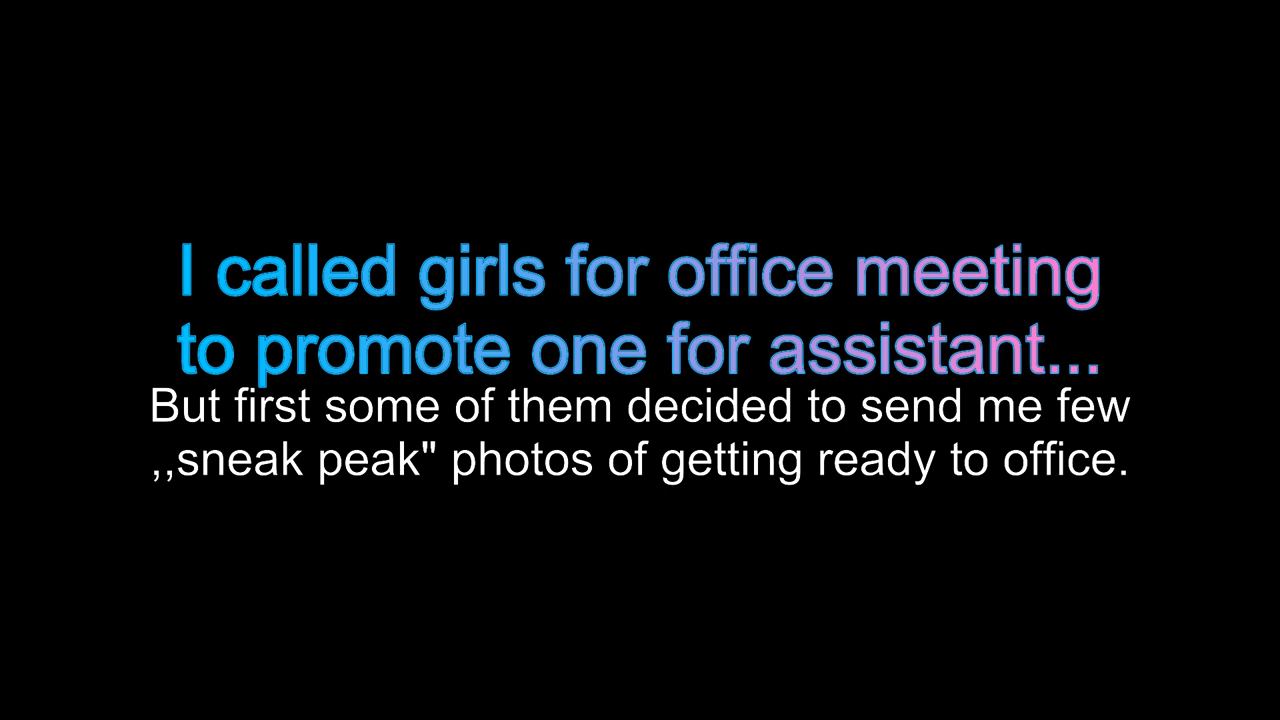 I called girls for office meeting
to promote one for assistant...
But first some of them decided to send me few
,,sneak peak" photos of getting ready to office.